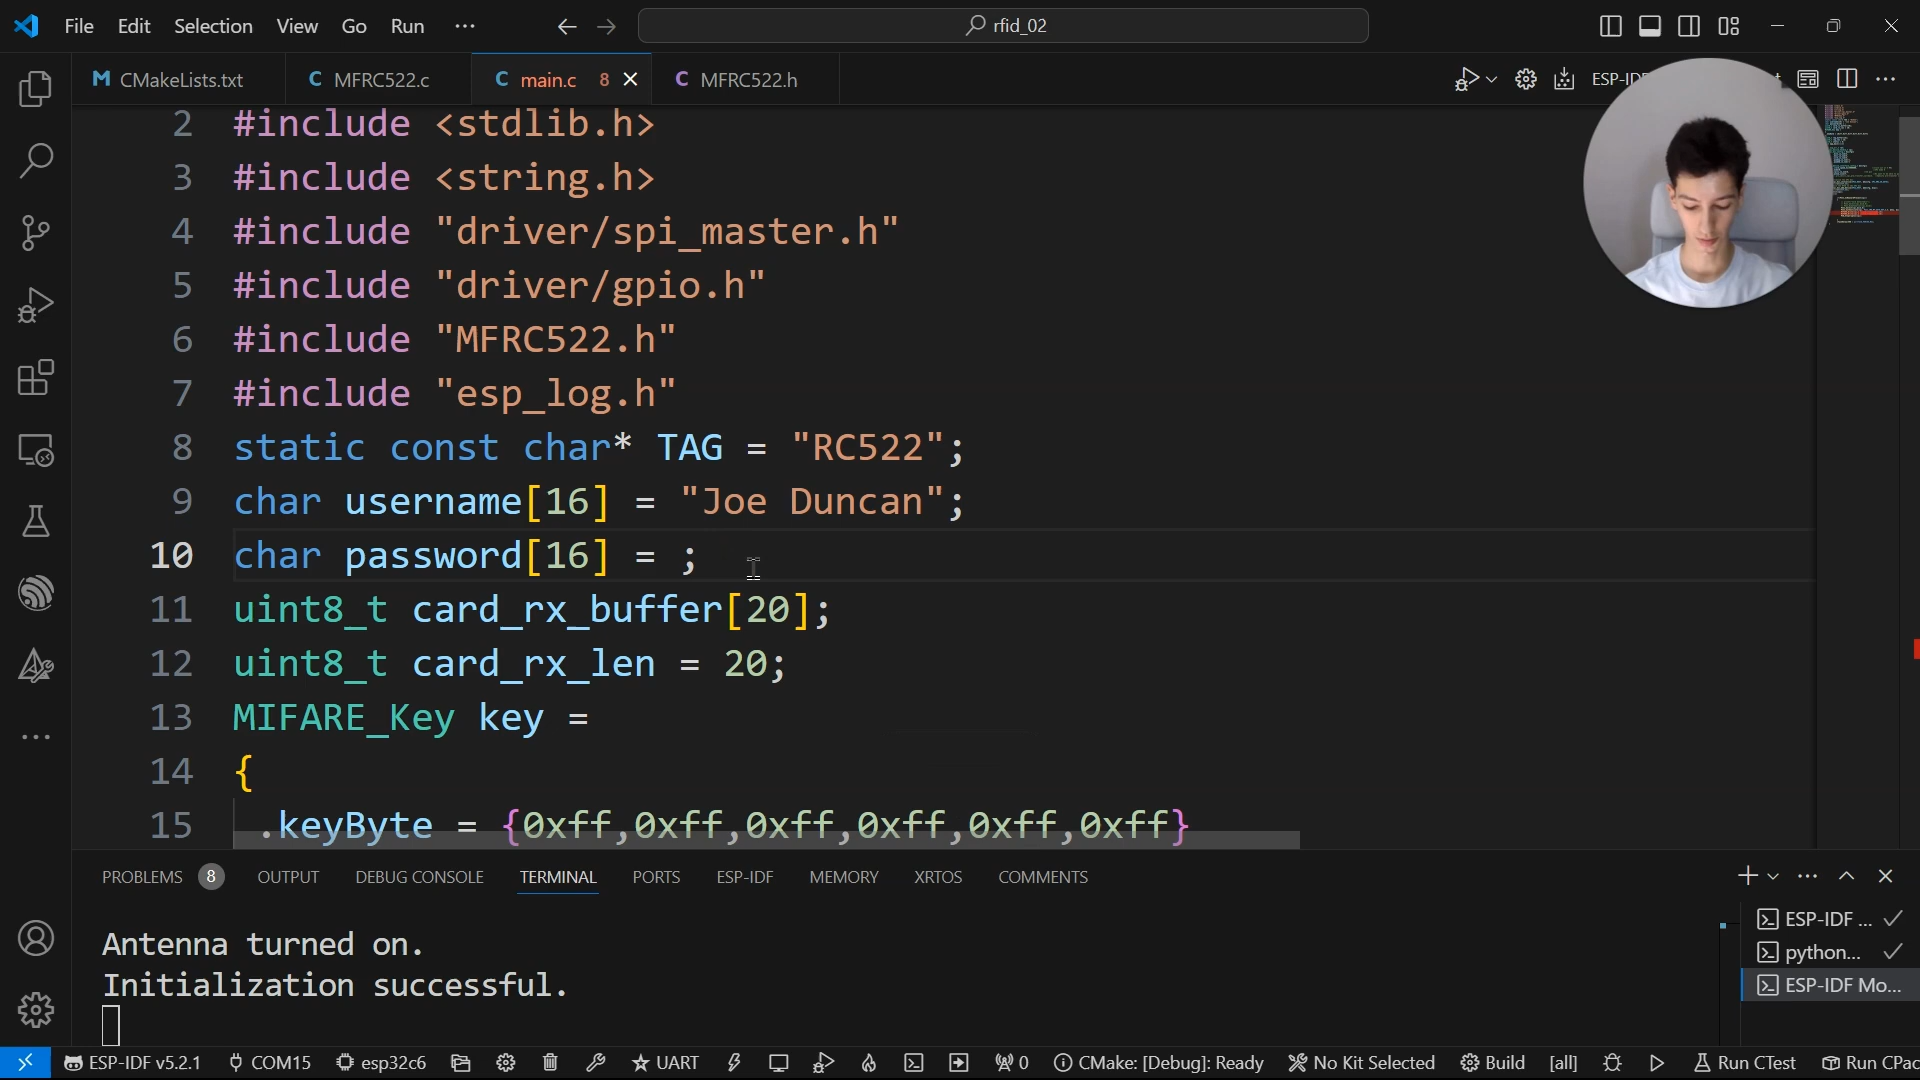 File Edit Selection View Go Run ··· rfid_02
CMakeLists.txt MFRC522.c main.c 8 MFRC522.h
2 #include <stdlib.h>
3 #include <string.h>
4 #include "driver/spi_master.h"
5 #include "driver/gpio.h"
6 #include "MFRC522.h"
7 #include "esp_log.h"
8 static const char* TAG = "RC522";
9 char username[16] = "Joe Duncan";
10 char password[16] = ;
11 uint8_t card_rx_buffer[20];
12 uint8_t card_rx_len = 20;
13 MIFARE_Key key =
14 {
15 .keyByte = {0xff,0xff,0xff,0xff,0xff,0xff}
PROBLEMS 8 OUTPUT DEBUG CONSOLE TERMINAL PORTS ESP-IDF MEMORY XRTOS COMMENTS
Antenna turned on.
Initialization successful.
ESP-IDF ...
python...
ESP-IDF Mo...
ESP-IDF v5.2.1 COM15 esp32c6 UART 0 CMake: [Debug]: Ready No Kit Selected Build [all] Run CTest Run CPac